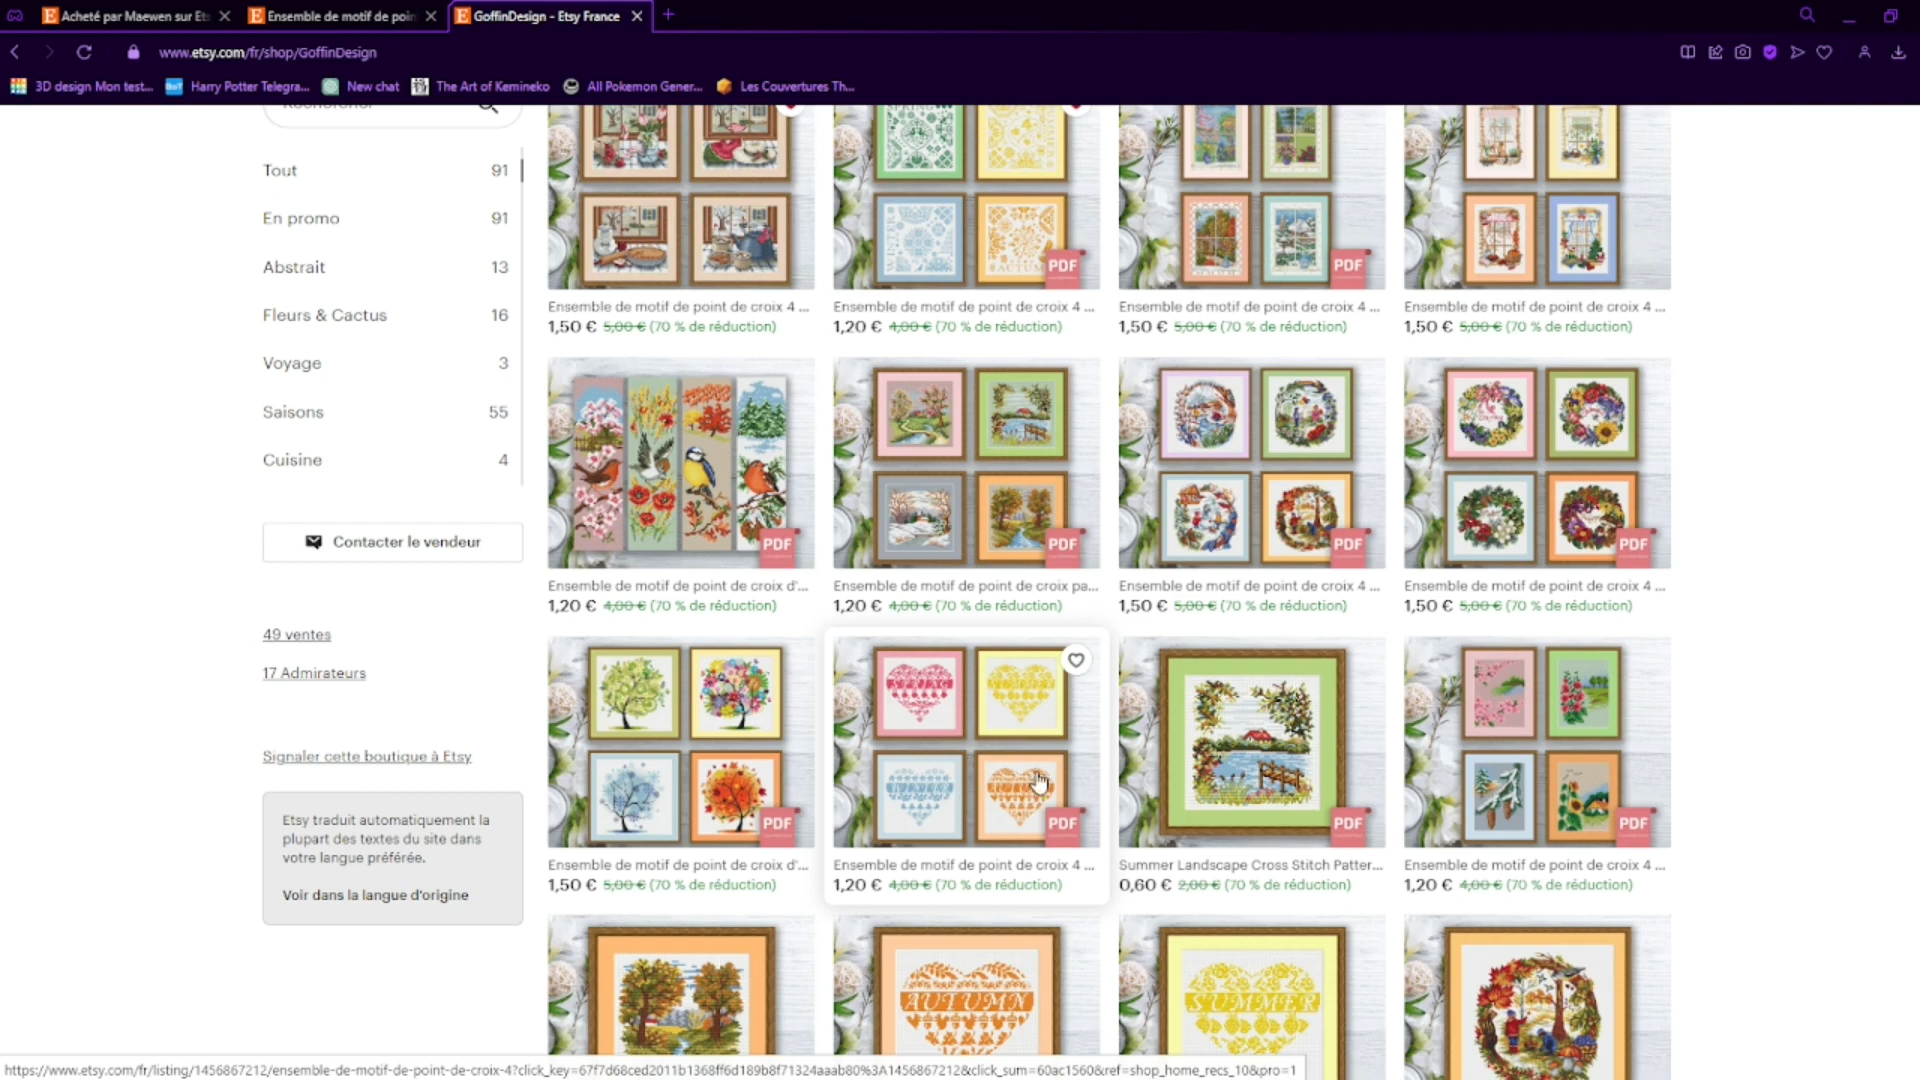 Acheté par Maewen sur Ets
Ensemble de motif de poin
GoffinDesign - Etsy France
www.etsy.com/fr/shop/GoffinDesign
3D design Mon test...
Harry Potter Telegra...
New chat
The Art of Kemineko
All Pokemon Gener...
Les Couvertures Th...
Tout 91
En promo 91
Abstrait 13
Fleurs & Cactus 16
Voyage 3
Saisons 55
Cuisine 4
Contacter le vendeur
49 ventes
17 Admirateurs
Signaler cette boutique à Etsy
Etsy traduit automatiquement la
plupart des textes du site dans
votre langue préférée.
Voir dans la langue d'origine
PDF
PDF
Ensemble de motif de point de croix 4 ...
1,50 € 5,00 € (70 % de réduction)
Ensemble de motif de point de croix 4 ...
1,20 € 4,00 € (70 % de réduction)
Ensemble de motif de point de croix 4 ...
1,50 € 5,00 € (70 % de réduction)
Ensemble de motif de point de croix 4 ...
1,50 € 5,00 € (70 % de réduction)
PDF
PDF
PDF
PDF
Ensemble de motif de point de croix d'...
1,20 € 4,00 € (70 % de réduction)
Ensemble de motif de point de croix pa...
1,20 € 4,00 € (70 % de réduction)
Ensemble de motif de point de croix 4 ...
1,50 € 5,00 € (70 % de réduction)
Ensemble de motif de point de croix 4 ...
1,50 € 5,00 € (70 % de réduction)
SPRING
SUMMER
PDF
PDF
PDF
PDF
Ensemble de motif de point de croix d'...
1,50 € 5,00 € (70 % de réduction)
Ensemble de motif de point de croix 4 ...
1,20 € 4,00 € (70 % de réduction)
Summer Landscape Cross Stitch Patter...
0,60 € 2,00 € (70 % de réduction)
Ensemble de motif de point de croix 4 ...
1,20 € 4,00 € (70 % de réduction)
AUTUMN
SUMMER
https://www.etsy.com/fr/listing/1456867212/ensemble-de-motif-de-point-de-croix-4?click_key=67f7d68ced2011b1368ff6d189b8f71324aaab80%3A1456867212&click_sum=60ac1560&ref=shop_home_recs_10&pro=1